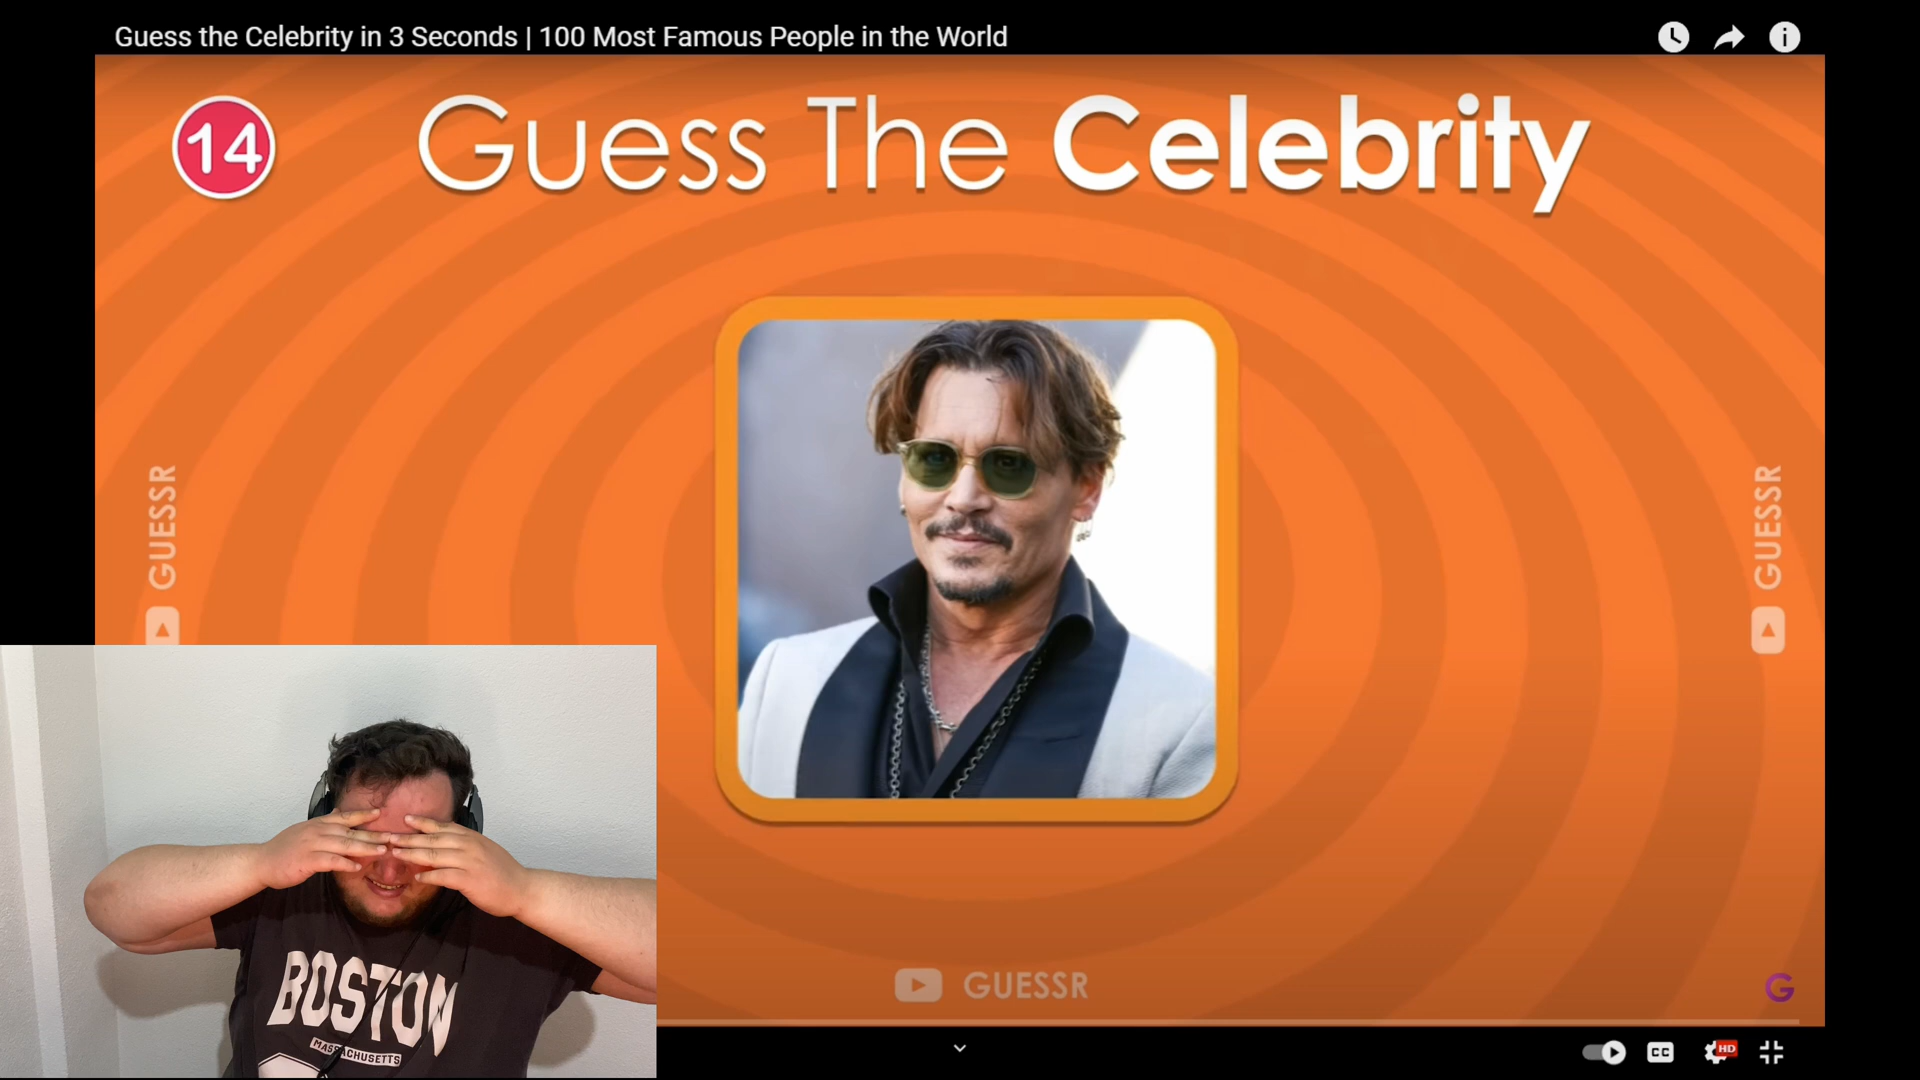 Guess the Celebrity in 3 Seconds | 100 Most Famous People in the World
14
Guess The Celebrity
GUESSR
GUESSR
BOSTON
MASSACHUSETTS
GUESSR
G
CC
HD